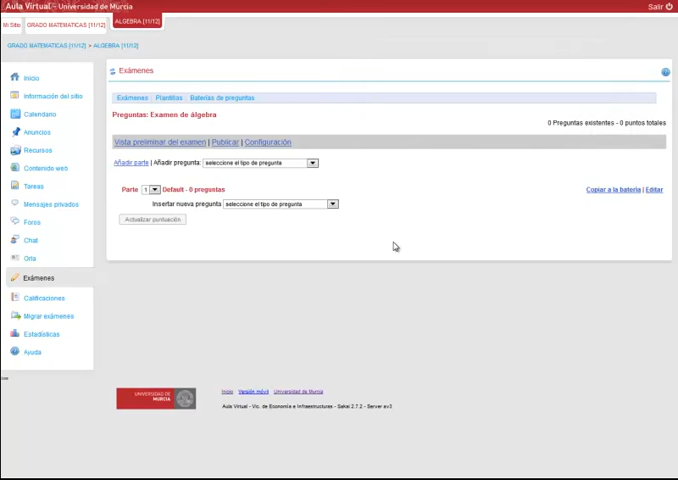 Aula Virtual - Universidad de Murcia
Salir
Mi Sitio
GRADO MATEMATICAS [11/12]
ALGEBRA [11/12]
GRADO MATEMATICAS [11/12] > ALGEBRA [11/12]
Inicio
Información del sitio
Calendario
Anuncios
Recursos
Contenido web
Tareas
Mensajes privados
Foros
Chat
Orla
Exámenes
Calificaciones
Migrar exámenes
Estadísticas
Ayuda
Exámenes
Exámenes | Plantillas | Baterías de preguntas
Preguntas: Examen de álgebra
0 Preguntas existentes - 0 puntos totales
Vista preliminar del examen | Publicar | Configuración
Añadir parte | Añadir pregunta: seleccione el tipo de pregunta
Parte 1 Default - 0 preguntas
Copiar a la batería | Editar
Insertar nueva pregunta seleccione el tipo de pregunta
Actualizar puntuación
UNIVERSIDAD DE
MURCIA
Inicio Versión móvil Universidad de Murcia
Aula Virtual - Vic. de Economía e Infraestructuras - Sakai 2.7.2 - Server av3